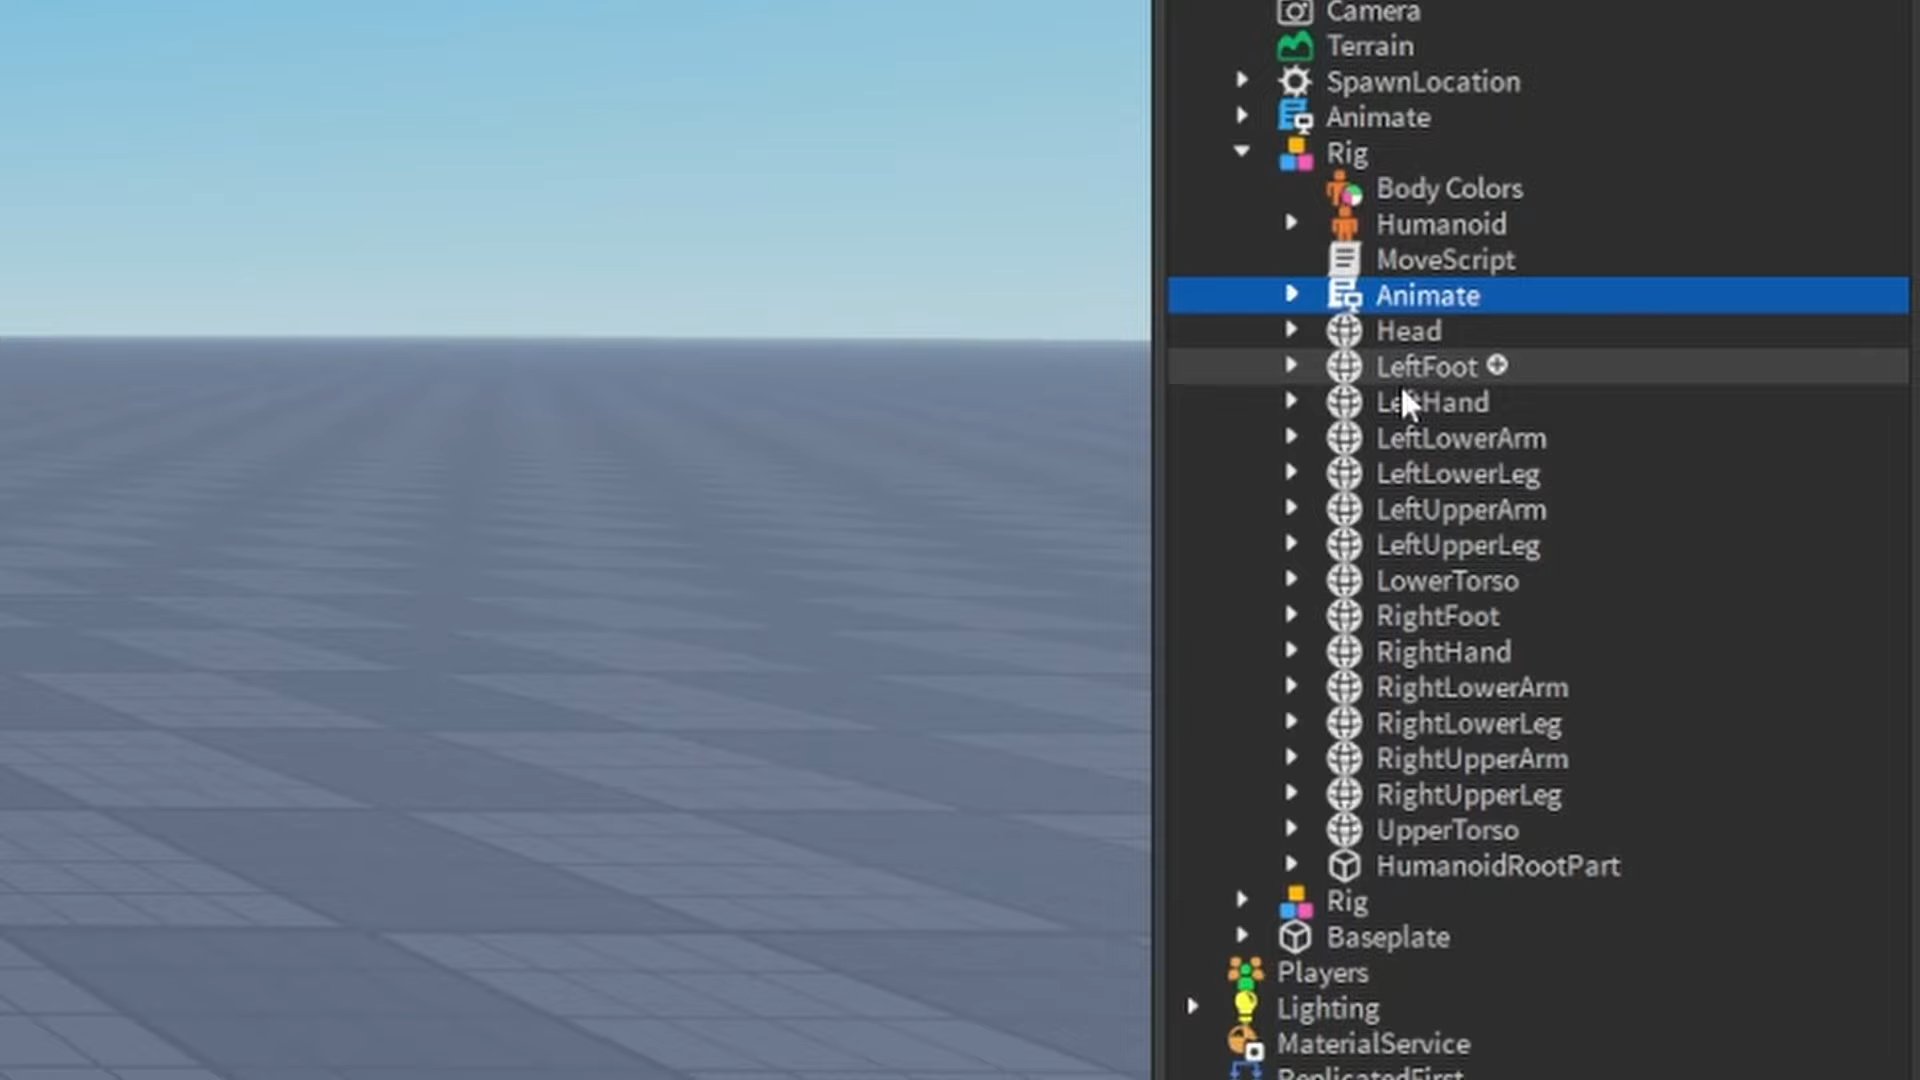 Camera
Terrain
SpawnLocation
Animate
Rig
Body Colors
Humanoid
MoveScript
Animate
Head
LeftFoot
LeftHand
LeftLowerArm
LeftLowerLeg
LeftUpperArm
LeftUpperLeg
LowerTorso
RightFoot
RightHand
RightLowerArm
RightLowerLeg
RightUpperArm
RightUpperLeg
UpperTorso
HumanoidRootPart
Rig
Baseplate
Players
Lighting
MaterialService
ReplicatedFirst